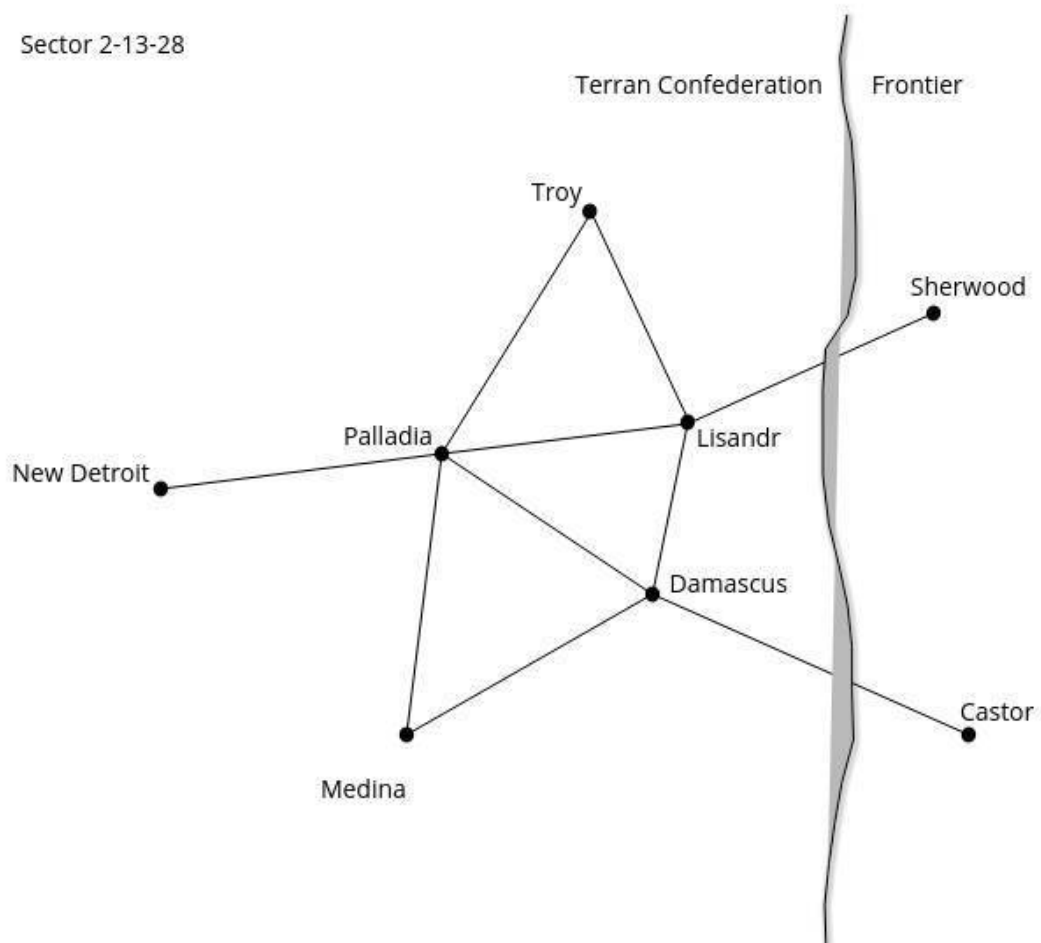 Sector 2-13-28
Terran Confederation
Frontier
Troy
Sherwood
Palladia
Lisandr
New Detroit
Damascus
Castor
Medina